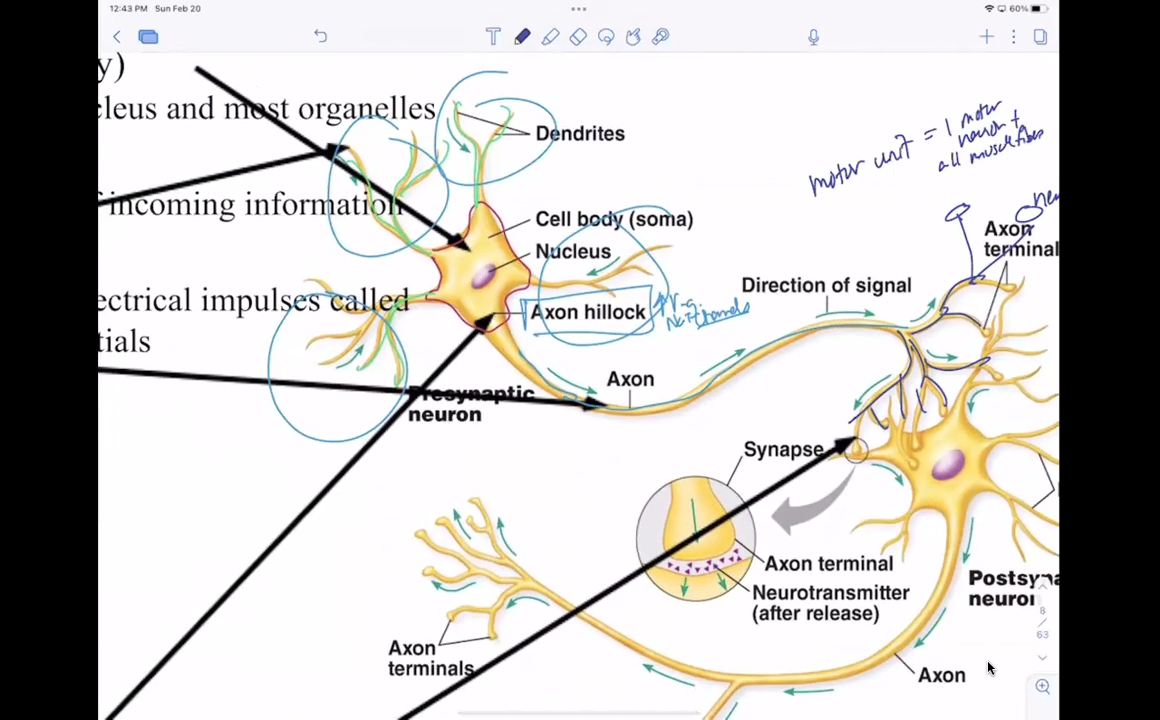 12:43 PM Sun Feb 20
60%
y)
cleus and most organelles
Dendrites
motor unit = 1 motor
neuron +
all muscle fibers
incoming information
Cell body (soma)
Nucleus
Axon
terminal
ectrical impulses called
Axon hillock
Direction of signal
tials
Axon
Presynaptic
neuron
Synapse
Axon terminal
Neurotransmitter
(after release)
Postsyna
neuron
8
/
63
Axon
terminals
Axon